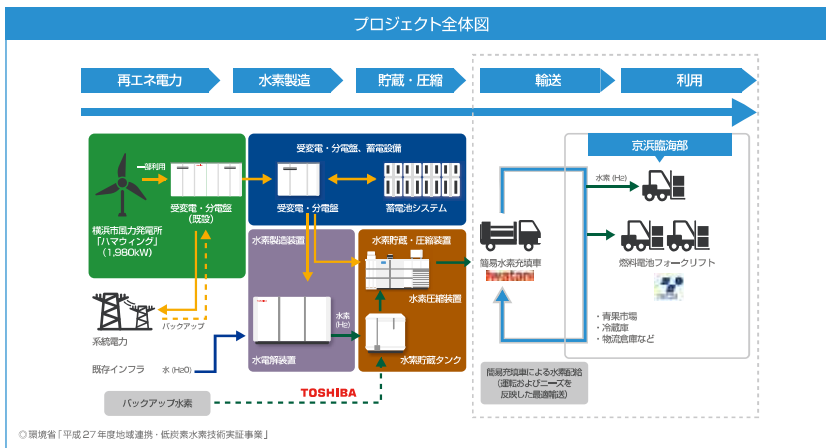 プロジェクト全体図
再エネ電力
水素製造
貯蔵・圧縮
輸送
利用
一部利用
受変電・分電盤
(既設)
横浜市風力発電所
「ハマウィング」
(1,980kW)
受変電・分電盤、蓄電設備
受変電・分電盤
蓄電池システム
水素製造装置
水素貯蔵・圧縮装置
水素圧縮装置
水素
(H2)
水電解装置
水素貯蔵タンク
系統電力
バックアップ
既存インフラ
水 (H2O)
バックアップ水素
TOSHIBA
京浜臨海部
水素 (H2)
簡易水素充填車
Iwatani
燃料電池フォークリフト
・青果市場
・冷蔵庫
・物流倉庫など
簡易充填車による水素配給
(運転およびニーズを
反映した最適輸送)
◎環境省「平成27年度地域連携・低炭素水素技術実証事業」